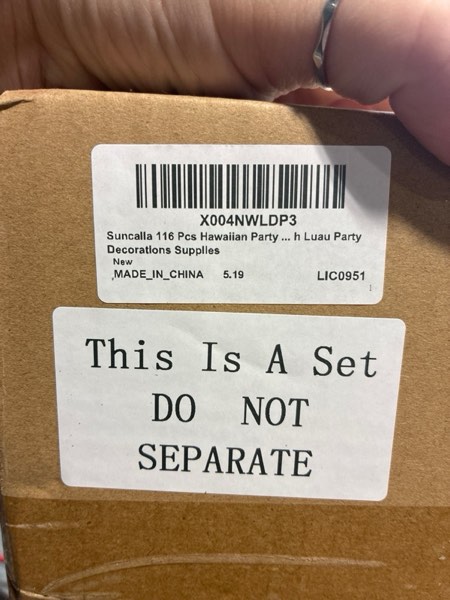 X004NWLDP3
Suncalla 116 Pcs Hawaiian Party ... h Luau Party
Decorations Supplies
New
MADE_IN_CHINA 5.19 LIC0951
1
This Is A Set
DO NOT
SEPARATE